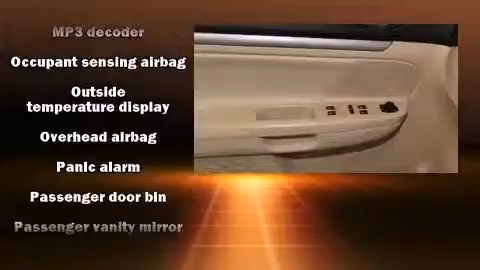 MP3 decoder
Occupant sensing airbag
Outside
temperature display
Overhead airbag
Panic alarm
Passenger door bin
Passenger vanity mirror